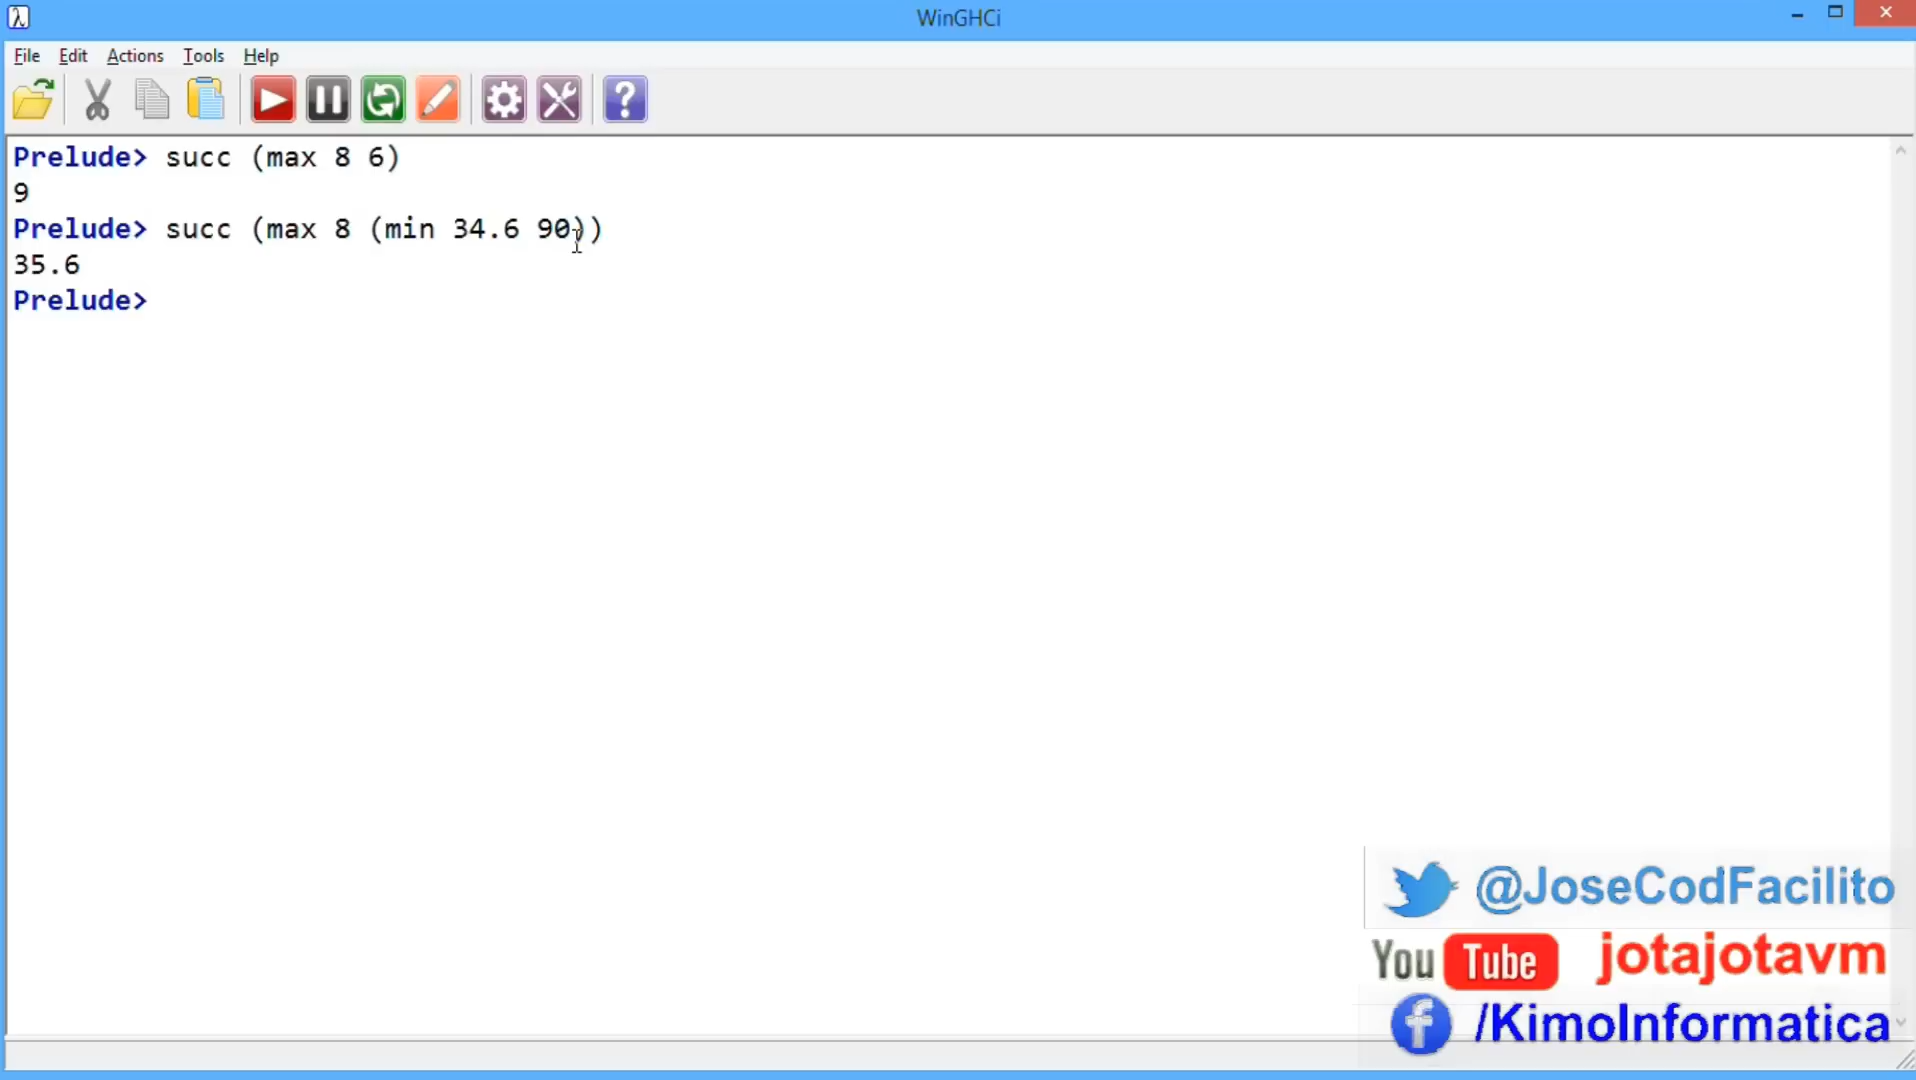 WinGHCi
File Edit Actions Tools Help
Prelude> succ (max 8 6)
9
Prelude> succ (max 8 (min 34.6 90))
35.6
Prelude>
@JoseCodFacilito
You Tube jotajotavm
/KimoInformatica